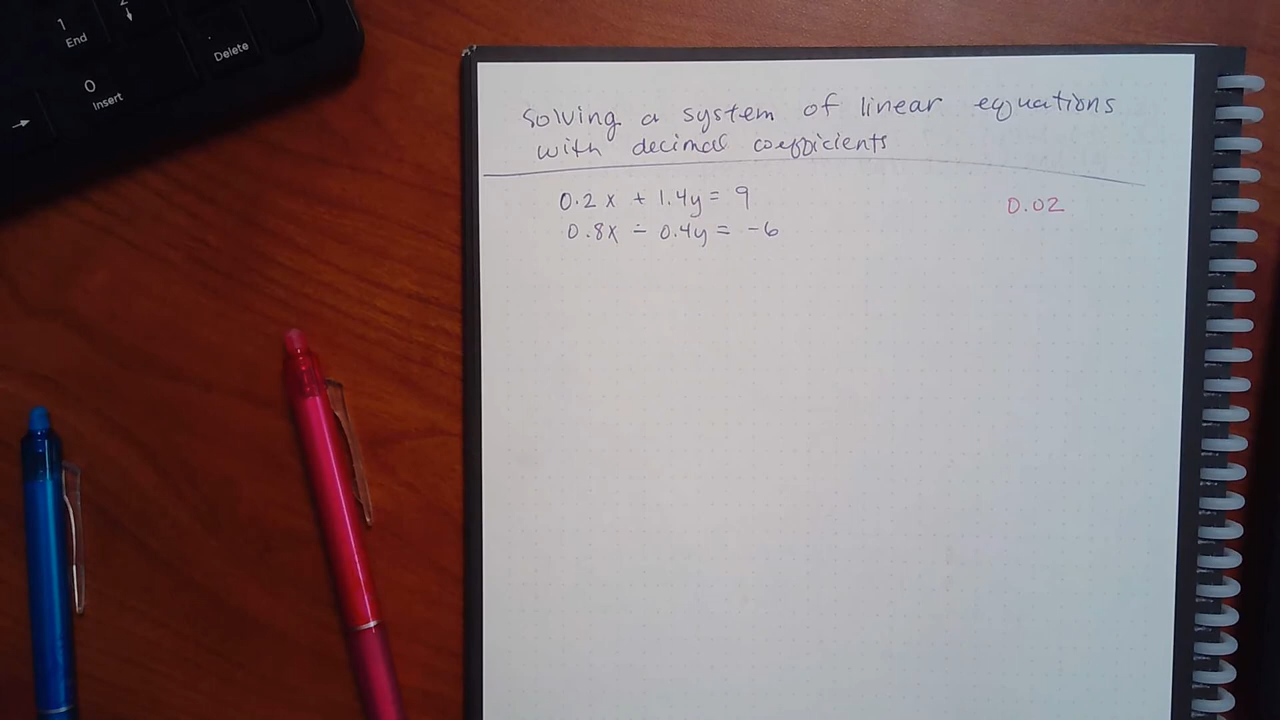 1
End
2
↓
.
Delete
0
Insert
→
Solving a system of linear equations
with decimal coefficients
0.2x + 1.4y = 9
0.02
0.8x - 0.4y = -6